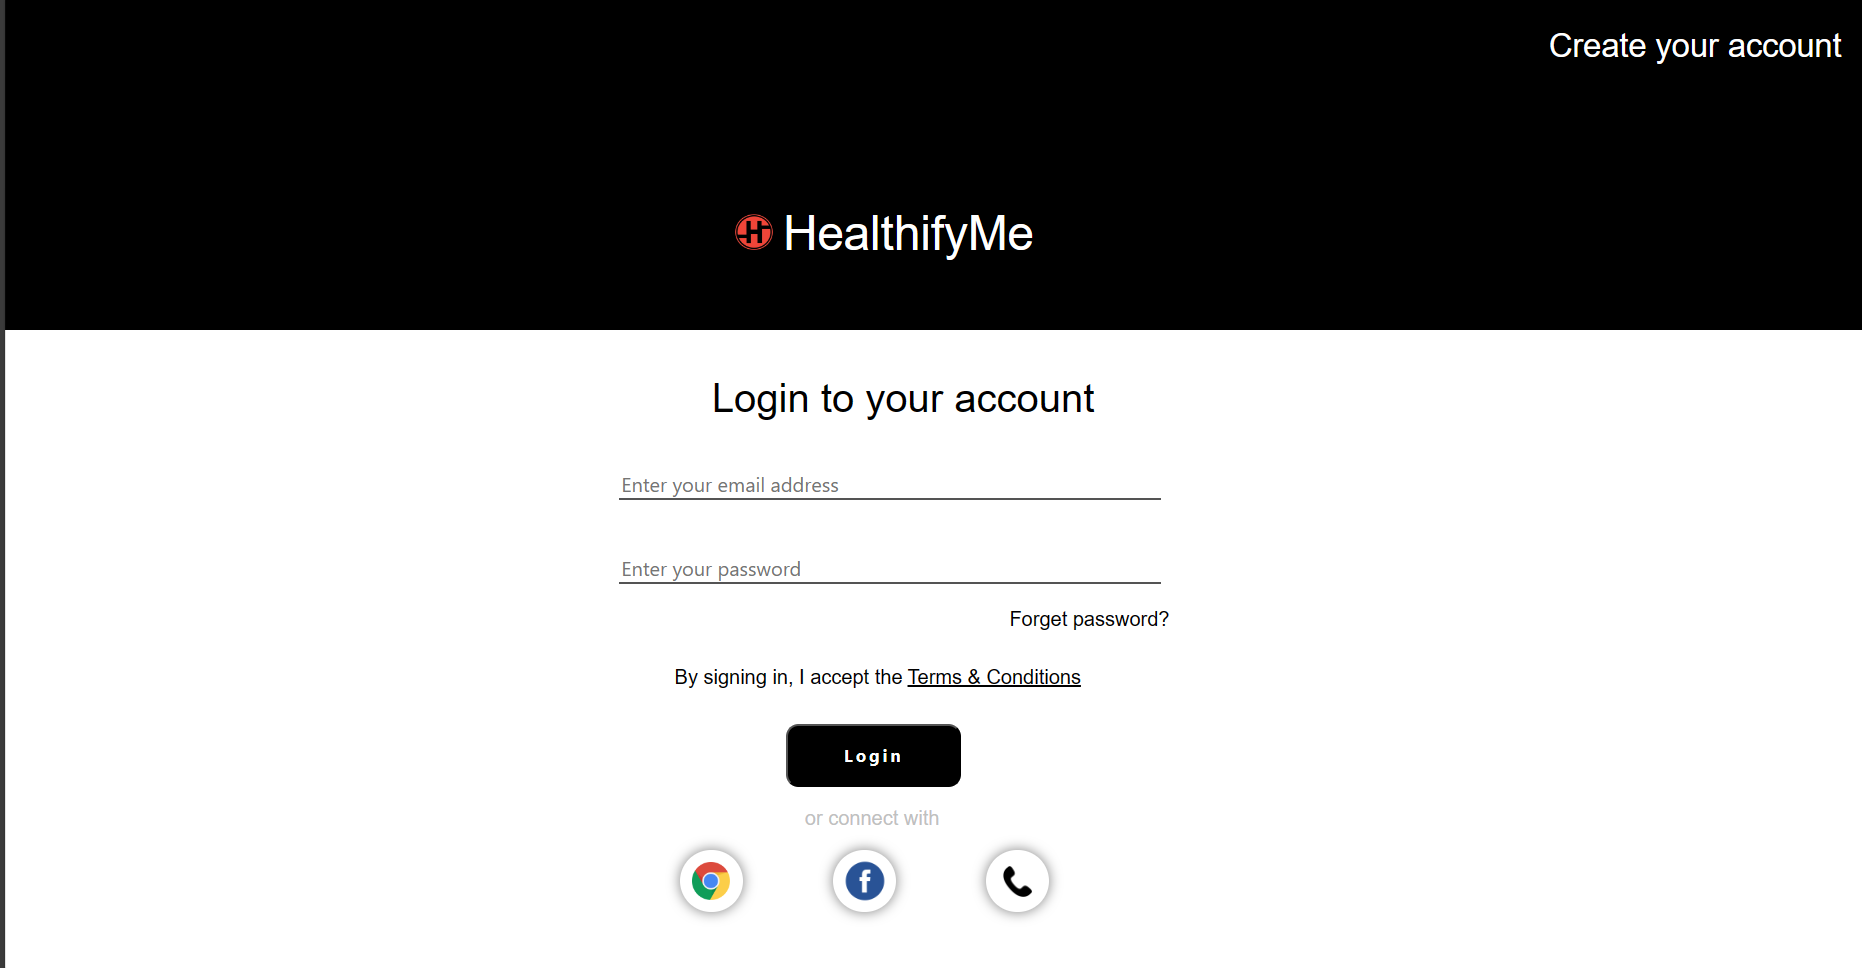 Create your account
HealthifyMe
Login to your account
Enter your email address
Enter your password
Forget password?
By signing in, I accept the Terms & Conditions
Login
or connect with